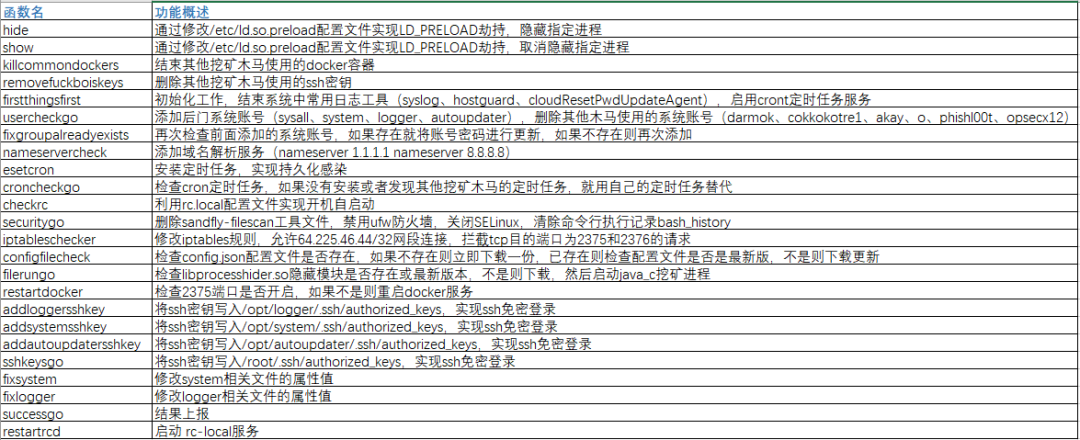 函数名 功能概述
hide 通过修改/etc/ld.so.preload配置文件实现LD_PRELOAD劫持，隐藏指定进程
show 通过修改/etc/ld.so.preload配置文件实现LD_PRELOAD劫持，取消隐藏指定进程
killcommondockers 结束其他挖矿木马使用的docker容器
removefuckboiskeys 删除其他挖矿木马使用的ssh密钥
firstthingsfirst 初始化工作，结束系统中常用日志工具（syslog、hostguard、cloudResetPwdUpdateAgent），启用cront定时任务服务
usercheckgo 添加后门系统账号（sysall、system、logger、autoupdater），删除其他木马使用的系统账号（darmok、cokkokotre1、akay、o、phishl00t、opsecx12）
fixgroupalreadyexists 再次检查前面添加的系统账号，如果存在就将账号密码进行更新，如果不存在则再次添加
nameservercheck 添加域名解析服务（nameserver 1.1.1.1 nameserver 8.8.8.8）
esetcron 安装定时任务，实现持久化感染
croncheckgo 检查cron定时任务，如果没有安装或者发现其他挖矿木马的定时任务，就用自己的定时任务替代
checkrc 利用rc.local配置文件实现开机自启动
securitygo 删除sandfly-filescan工具文件，禁用ufw防火墙，关闭SELinux，清除命令行执行记录bash_history
iptableschecker 修改iptables规则，允许64.225.46.44/32网段连接，拦截tcp目的端口为2375和2376的请求
configfilecheck 检查config.json配置文件是否存在，如果不存在则立即下载一份，已存在则检查配置文件是否是最新版，不是则下载更新
filerungo 检查libprocesshider.so隐藏模块是否存在或最新版本，不是则下载，然后启动java_c挖矿进程
restartdocker 检查2375端口是否开启，如果不是则重启docker服务
addloggersshkey 将ssh密钥写入/opt/logger/.ssh/authorized_keys，实现ssh免密登录
addsystemsshkey 将ssh密钥写入/opt/system/.ssh/authorized_keys，实现ssh免密登录
addautoupdatersshkey 将ssh密钥写入/opt/autoupdater/.ssh/authorized_keys，实现ssh免密登录
sshkeysgo 将ssh密钥写入/root/.ssh/authorized_keys，实现ssh免密登录
fixsystem 修改system相关文件的属性值
fixlogger 修改logger相关文件的属性值
successgo 结果上报
restartrcd 启动 rc-local服务